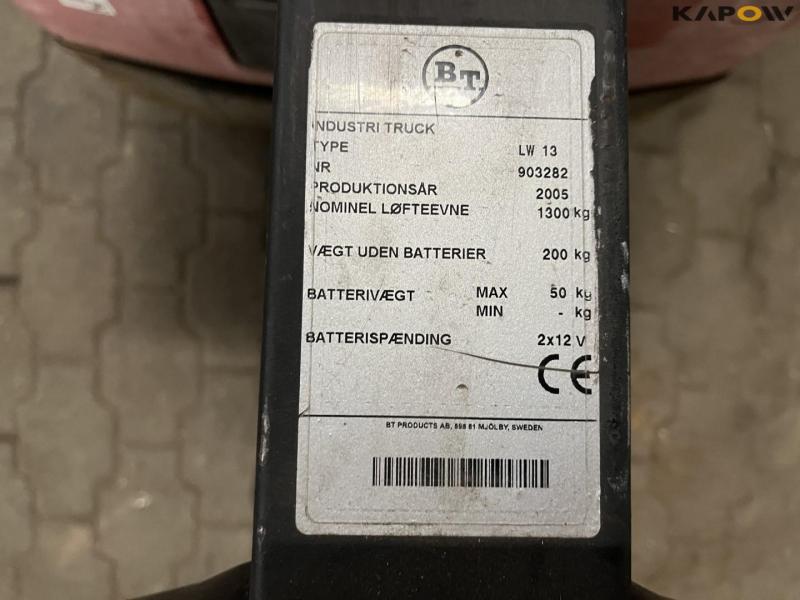 KAPOW
BT
INDUSTRI TRUCK
TYPE LW 13
NR 903282
PRODUKTIONSÅR 2005
NOMINEL LØFTEEVNE 1300 kg
VÆGT UDEN BATTERIER 200 kg
BATTERIVÆGT MAX 50 kg
MIN - kg
BATTERISPÆNDING 2x12 V
CE
BT PRODUCTS AB, 595 81 MJÖLBY, SWEDEN